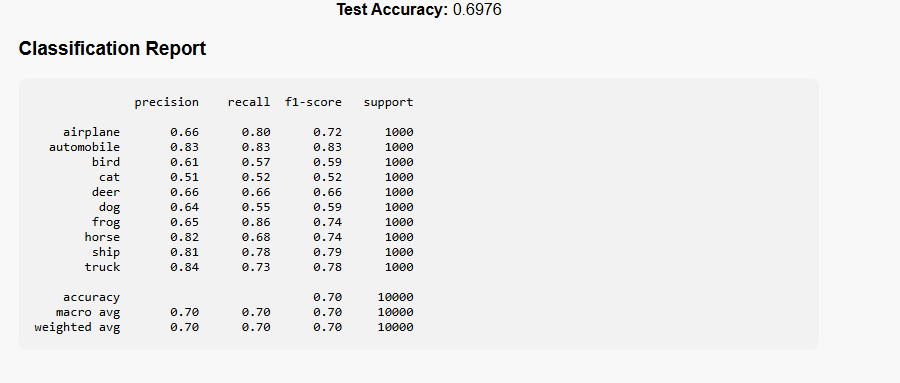 Test Accuracy: 0.6976
Classification Report
precision recall f1-score support
airplane 0.66 0.80 0.72 1000
automobile 0.83 0.83 0.83 1000
bird 0.61 0.57 0.59 1000
cat 0.51 0.52 0.52 1000
deer 0.66 0.66 0.66 1000
dog 0.64 0.55 0.59 1000
frog 0.65 0.86 0.74 1000
horse 0.82 0.68 0.74 1000
ship 0.81 0.78 0.79 1000
truck 0.84 0.73 0.78 1000
accuracy 0.70 10000
macro avg 0.70 0.70 0.70 10000
weighted avg 0.70 0.70 0.70 10000